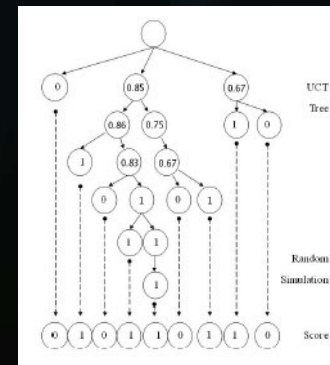 0 0.85 0.67 UCT
Tree
0.86 0.75 1 0
1 0.83 0.67
0 1 0 1
1 1
Random
1 Simulation
0 1 0 1 1 0 1 1 0 Score